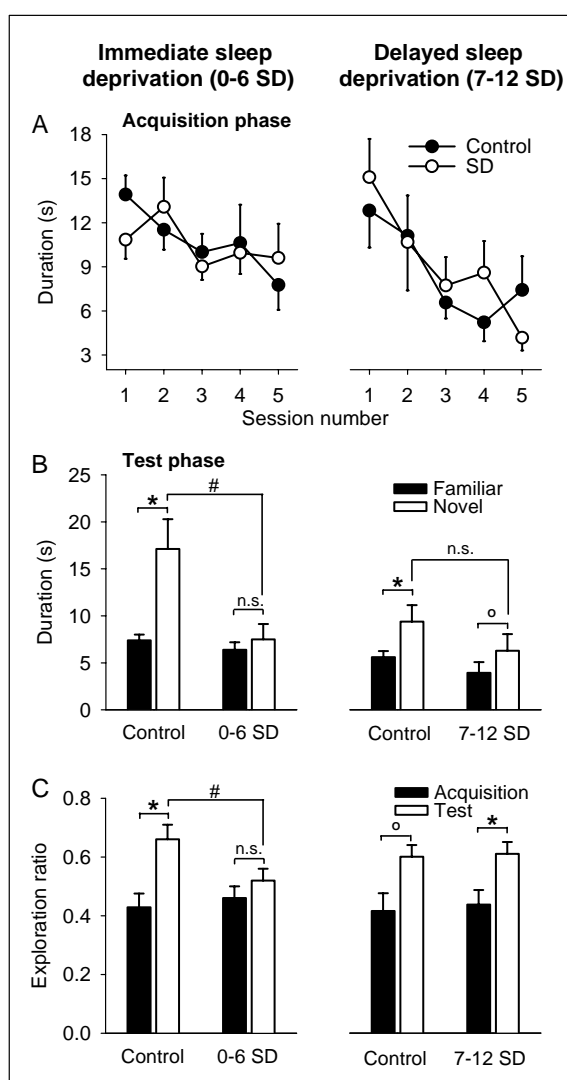 Immediate sleep
deprivation (0-6 SD)
Delayed sleep
deprivation (7-12 SD)
A
Acquisition phase
Control
SD
Duration (s)
18
15
12
9
6
3
1 2 3 4 5
1 2 3 4 5
Session number
B
Test phase
Familiar
Novel
Duration (s)
25
20
15
10
5
0
*
#
n.s.
*
n.s.
o
Control 0-6 SD
Control 7-12 SD
C
Acquisition
Test
Exploration ratio
0.8
0.6
0.4
0.2
0.0
*
#
n.s.
o
*
Control 0-6 SD
Control 7-12 SD